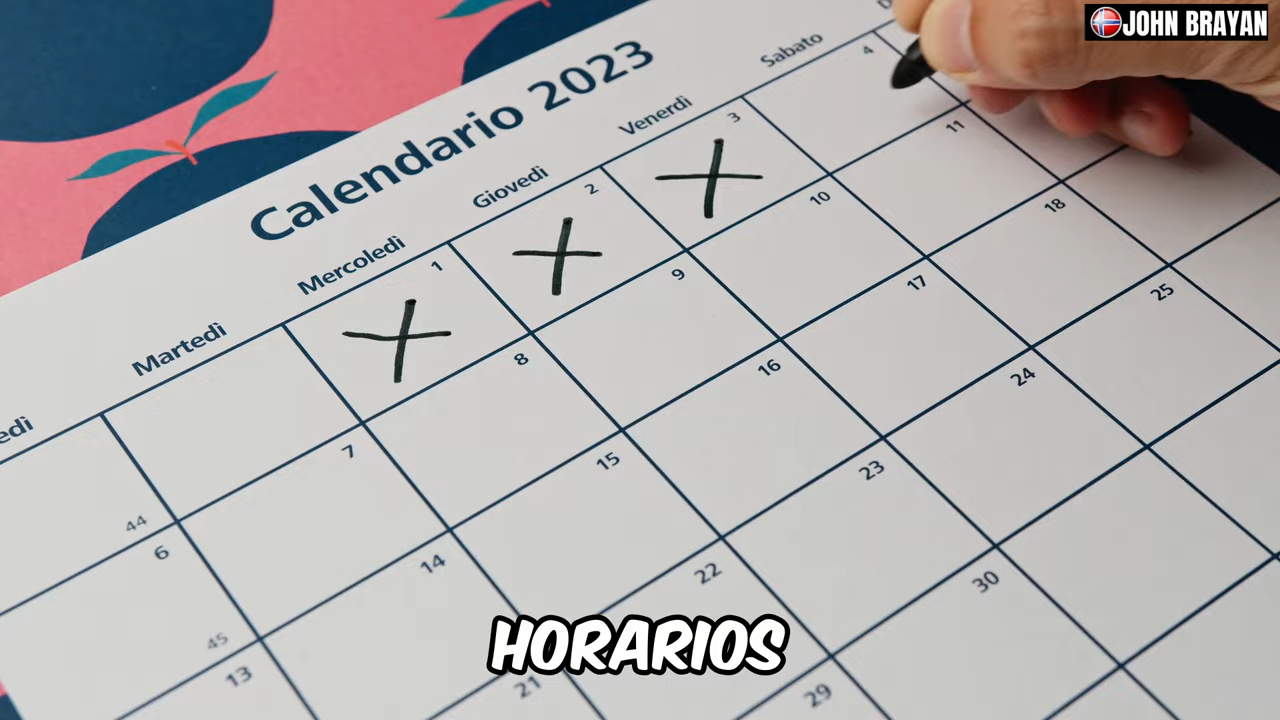 JOHN BRAYAN
Calendario 2023
edì Martedì Mercoledì Giovedì Venerdì Sabato D
1 2 3 4
44
6 7 8 9 10 11
45
13 14 15 16 17 18
21 22 23 24 25
29 30
HORARIOS